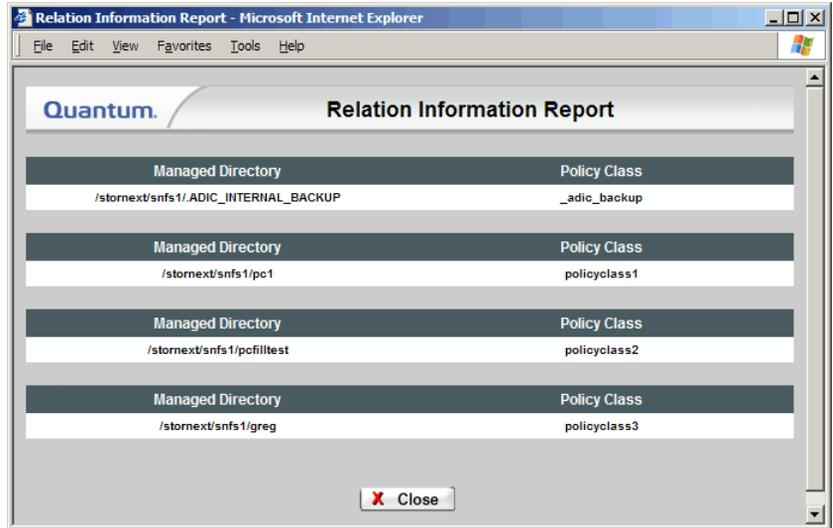 Relation Information Report - Microsoft Internet Explorer
File Edit View Favorites Tools Help
Quantum. Relation Information Report
Managed Directory Policy Class
/stornext/snfs1/.ADIC_INTERNAL_BACKUP _adic_backup
Managed Directory Policy Class
/stornext/snfs1/pc1 policyclass1
Managed Directory Policy Class
/stornext/snfs1/pcfilltest policyclass2
Managed Directory Policy Class
/stornext/snfs1/greg policyclass3
X Close